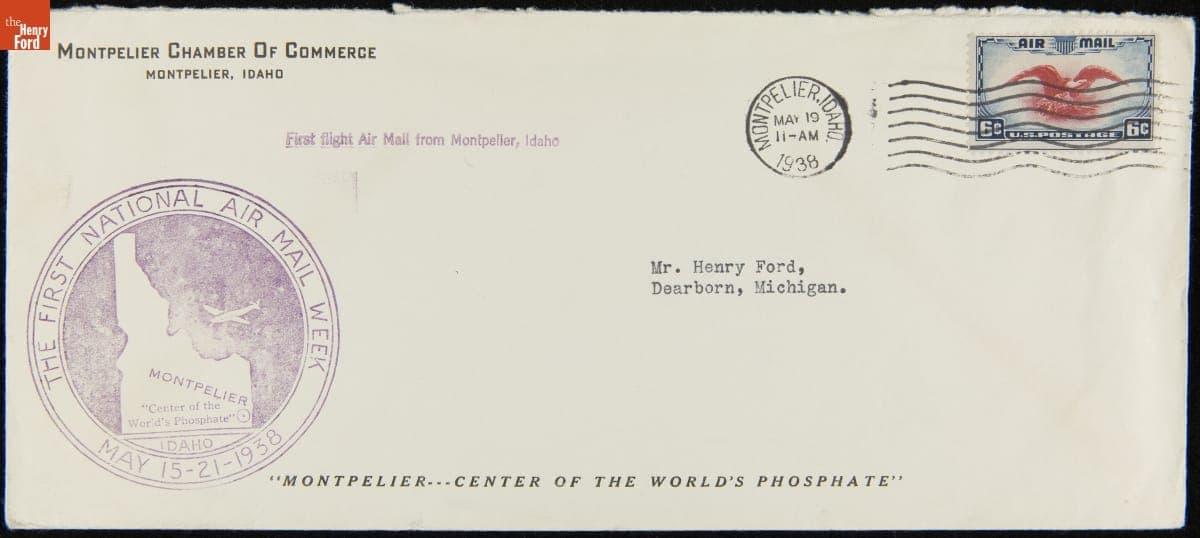 the
Henry
Ford
MONTPELIER CHAMBER OF COMMERCE
MONTPELIER, IDAHO
First flight Air Mail from Montpelier, Idaho
MONTPELIER, IDAHO.
MAY 19
11-AM
1938
AIR MAIL
6c U.S. POSTAGE 6c
Mr. Henry Ford,
Dearborn, Michigan.
THE FIRST NATIONAL AIR MAIL WEEK
MONTPELIER
"Center of the
World's Phosphate"
IDAHO
MAY 15-21-1938
"MONTPELIER---CENTER OF THE WORLD'S PHOSPHATE"